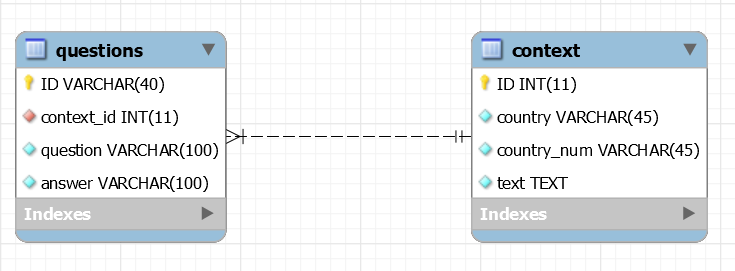 questions
ID VARCHAR(40)
context_id INT(11)
question VARCHAR(100)
answer VARCHAR(100)
Indexes
context
ID INT(11)
country VARCHAR(45)
country_num VARCHAR(45)
text TEXT
Indexes